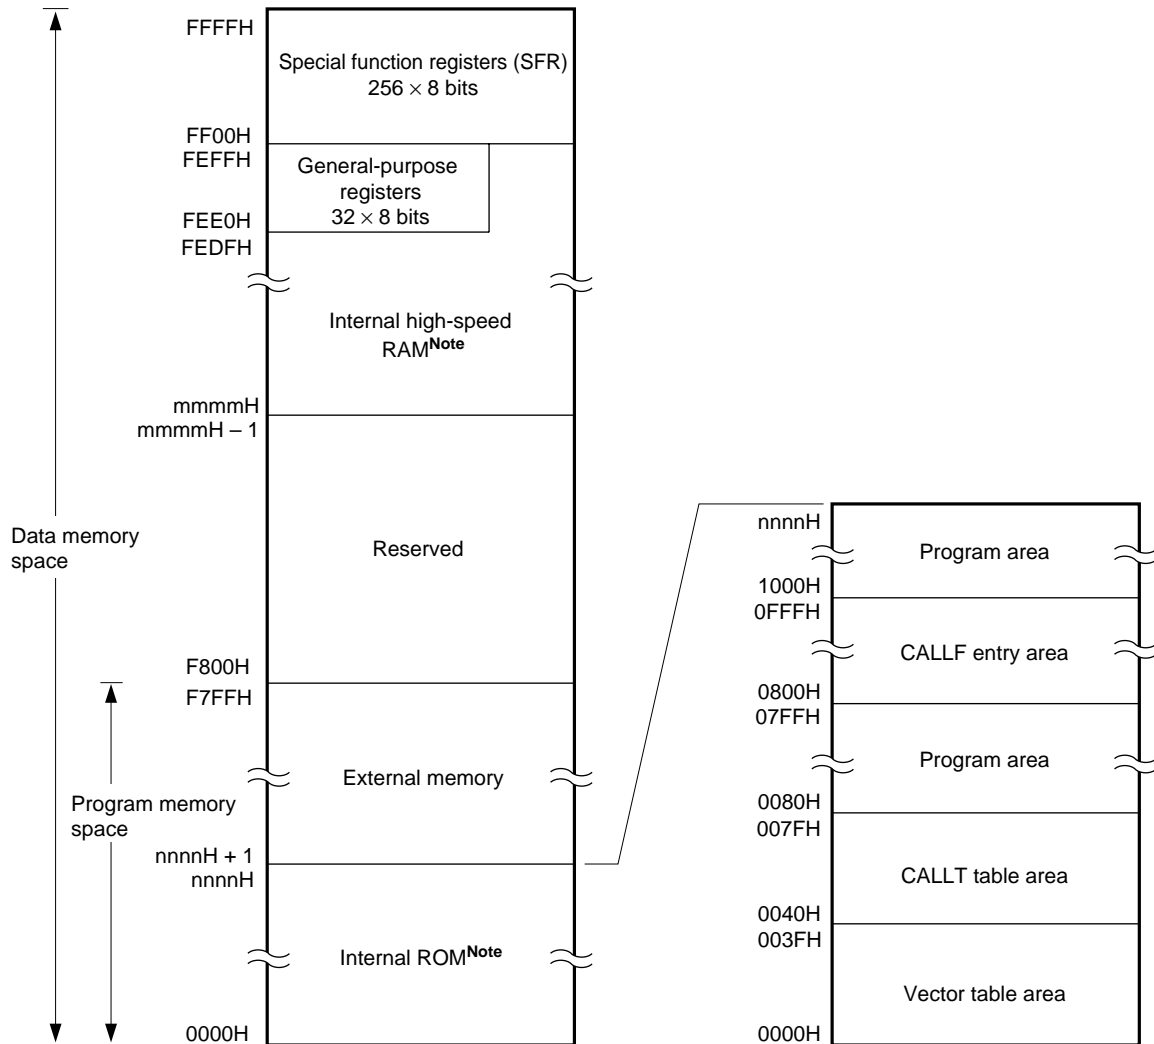 FFFFH
Special function registers (SFR)
256 × 8 bits
FF00H
FEFFH
General-purpose
registers
32 × 8 bits
FEE0H
FEDFH
Internal high-speed
RAMNote
mmmmH
mmmmH – 1
Data memory
space
Reserved
F800H
F7FFH
External memory
Program memory
space
nnnnH + 1
nnnnH
Internal ROMNote
0000H
nnnnH
Program area
1000H
0FFFH
CALLF entry area
0800H
07FFH
Program area
0080H
007FH
CALLT table area
0040H
003FH
Vector table area
0000H